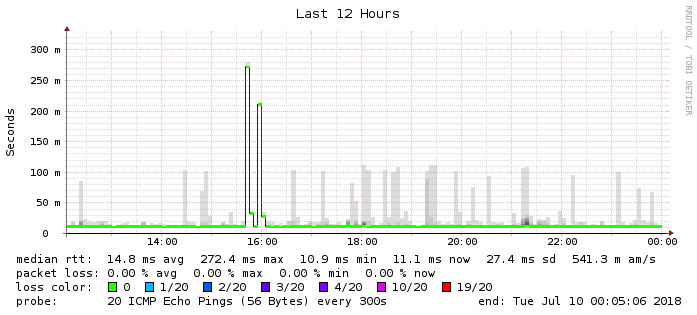 Last 12 Hours
RRDTOOL / TOBI OETIKER
Seconds
300 m
250 m
200 m
150 m
100 m
50 m
0
14:00 16:00 18:00 20:00 22:00 00:00
median rtt: 14.8 ms avg 272.4 ms max 10.9 ms min 11.1 ms now 27.4 ms sd 541.3 m am/s
packet loss: 0.00 % avg 0.00 % max 0.00 % min 0.00 % now
loss color: 0 1/20 2/20 3/20 4/20 10/20 19/20
probe: 20 ICMP Echo Pings (56 Bytes) every 300s end: Tue Jul 10 00:05:06 2018